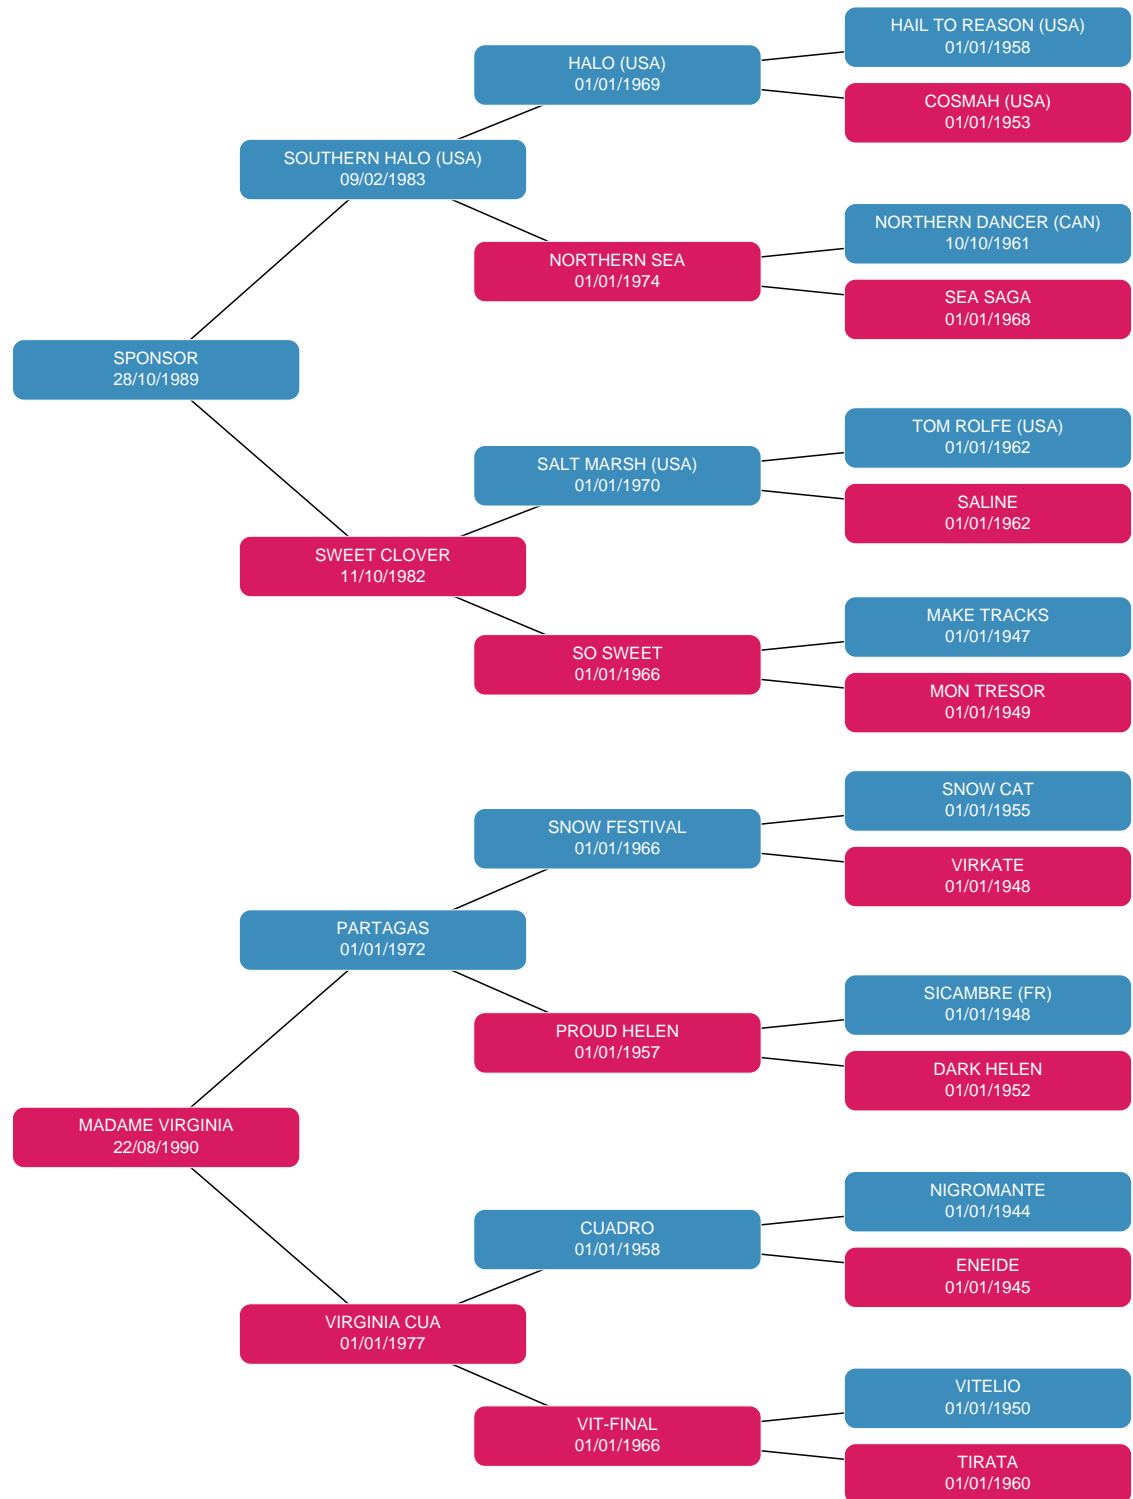 HAIL TO REASON (USA)
01/01/1958
HALO (USA)
01/01/1969
COSMAH (USA)
01/01/1953
SOUTHERN HALO (USA)
09/02/1983
NORTHERN DANCER (CAN)
10/10/1961
NORTHERN SEA
01/01/1974
SEA SAGA
01/01/1968
SPONSOR
28/10/1989
TOM ROLFE (USA)
01/01/1962
SALT MARSH (USA)
01/01/1970
SALINE
01/01/1962
SWEET CLOVER
11/10/1982
MAKE TRACKS
01/01/1947
SO SWEET
01/01/1966
MON TRESOR
01/01/1949
SNOW CAT
01/01/1955
SNOW FESTIVAL
01/01/1966
VIRKATE
01/01/1948
PARTAGAS
01/01/1972
SICAMBRE (FR)
01/01/1948
PROUD HELEN
01/01/1957
DARK HELEN
01/01/1952
MADAME VIRGINIA
22/08/1990
NIGROMANTE
01/01/1944
CUADRO
01/01/1958
ENEIDE
01/01/1945
VIRGINIA CUA
01/01/1977
VITELIO
01/01/1950
VIT-FINAL
01/01/1966
TIRATA
01/01/1960